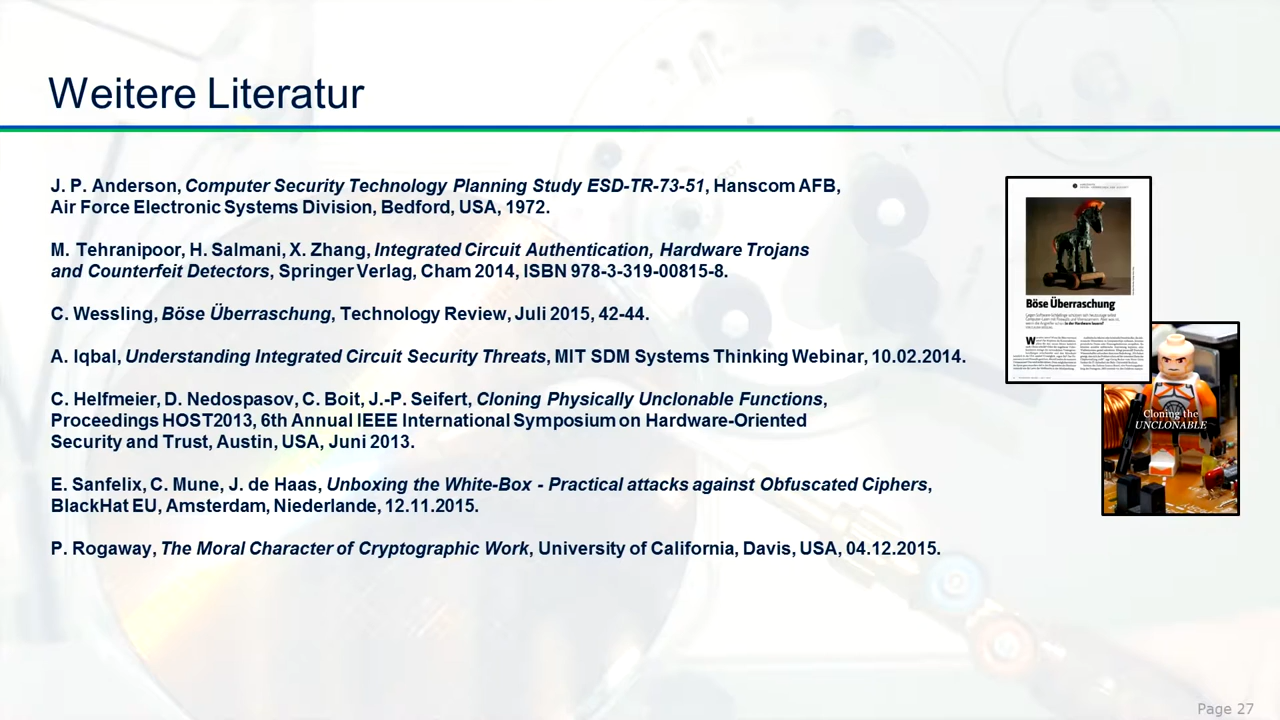 Weitere Literatur
J. P. Anderson, Computer Security Technology Planning Study ESD-TR-73-51, Hanscom AFB,
Air Force Electronic Systems Division, Bedford, USA, 1972.
M. Tehranipoor, H. Salmani, X. Zhang, Integrated Circuit Authentication, Hardware Trojans
and Counterfeit Detectors, Springer Verlag, Cham 2014, ISBN 978-3-319-00815-8.
C. Wessling, Böse Überraschung, Technology Review, Juli 2015, 42-44.
A. Iqbal, Understanding Integrated Circuit Security Threats, MIT SDM Systems Thinking Webinar, 10.02.2014.
C. Helfmeier, D. Nedospasov, C. Boit, J.-P. Seifert, Cloning Physically Unclonable Functions,
Proceedings HOST2013, 6th Annual IEEE International Symposium on Hardware-Oriented
Security and Trust, Austin, USA, Juni 2013.
E. Sanfelix, C. Mune, J. de Haas, Unboxing the White-Box - Practical attacks against Obfuscated Ciphers,
BlackHat EU, Amsterdam, Niederlande, 12.11.2015.
P. Rogaway, The Moral Character of Cryptographic Work, University of California, Davis, USA, 04.12.2015.
Böse Überraschung
Cloning the
UNCLONABLE
Page 27